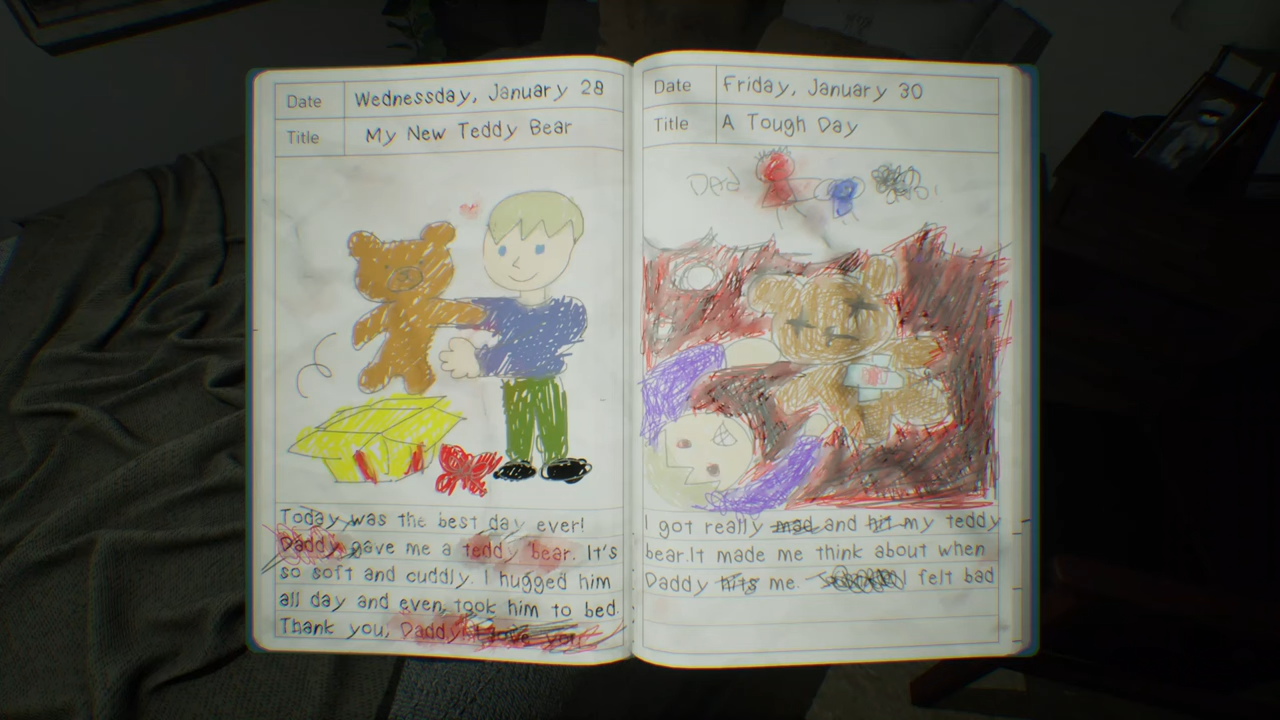 Date Wednesday, January 28
Title My New Teddy Bear
Today was the best day ever!
Daddy gave me a teddy bear. It's
so soft and cuddly. I hugged him
all day and even took him to bed.
Thank you, Daddy! I love you
Date Friday, January 30
Title A Tough Day
Dad
I got really mad and hit my teddy
bear.It made me think about when
Daddy hits me. I felt bad